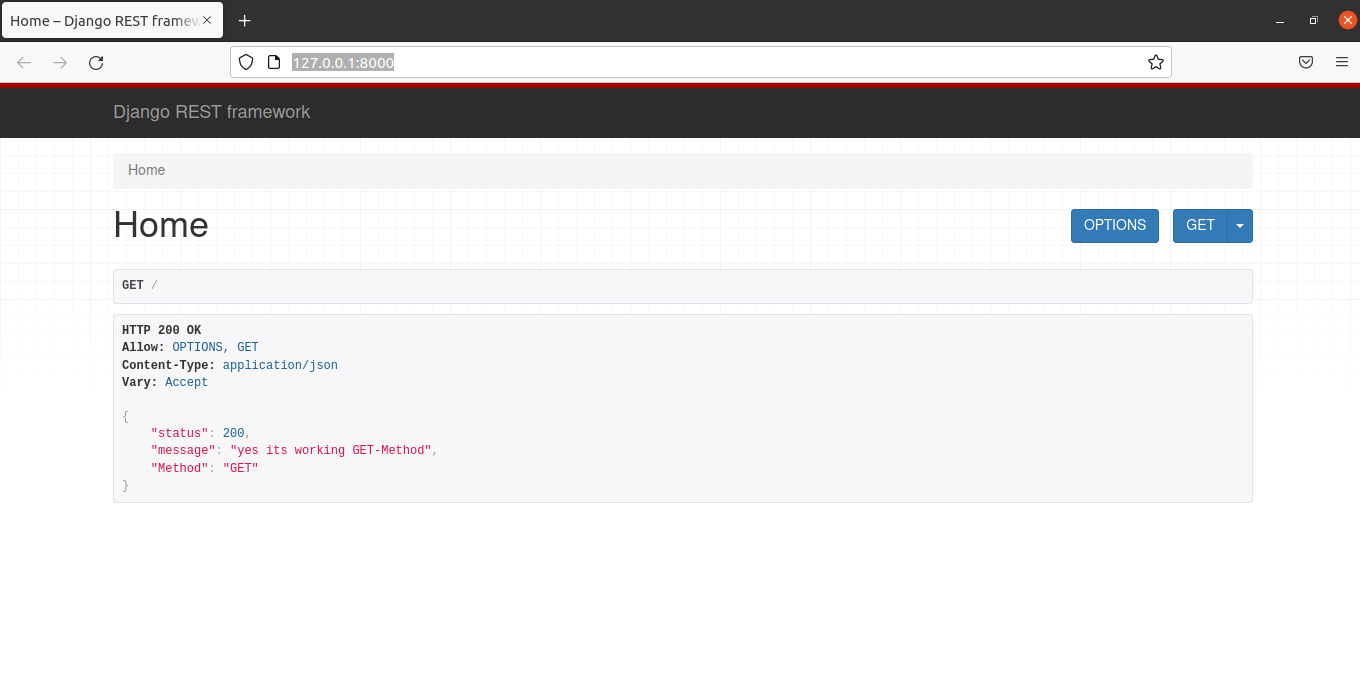 Home – Django REST framew
127.0.0.1:8000
Django REST framework
Home
Home
OPTIONS
GET
GET /
HTTP 200 OK
Allow: OPTIONS, GET
Content-Type: application/json
Vary: Accept
{
"status": 200,
"message": "yes its working GET-Method",
"Method": "GET"
}